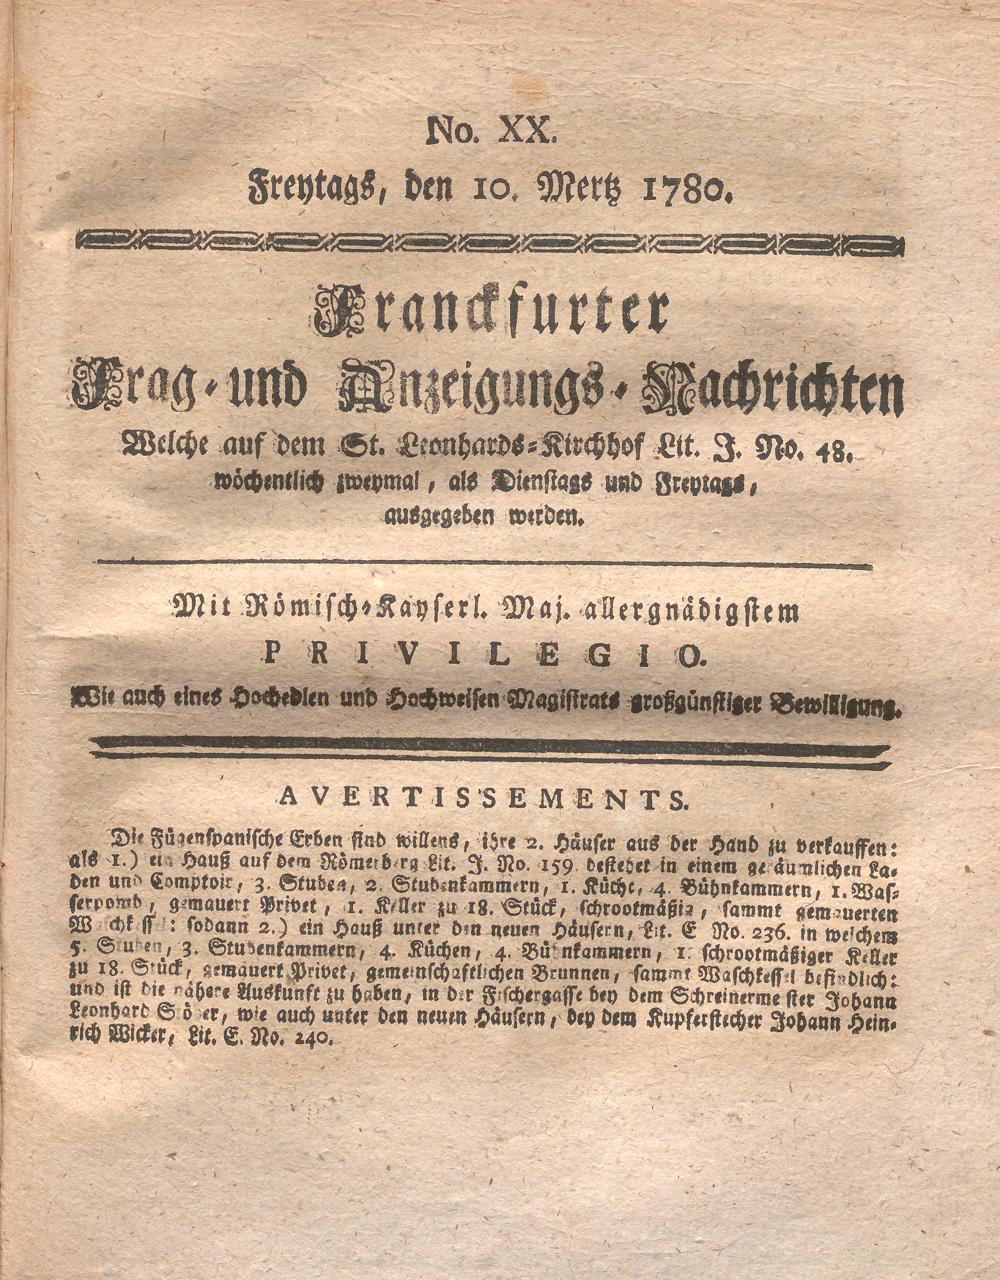 No. XX.
Freytags, den 10. Mertz 1780.
Franckfurter
Frag- und Anzeigungs-Nachrichten
Welche auf dem St. Leonhards-Kirchhof Lit. J. No. 48.
wöchentlich zweymal, als Dienstags und Freytags,
ausgegeben werden.
Mit Römisch-Kayserl. Maj. allergnädigstem
PRIVILEGIO.
Wie auch eines Hochedlen und Hochweisen Magistrats großgünstiger Bewilligung.
AVERTISSEMENTS.
Die Fügenspanische Erben sind willens, ihre 2. Häuser aus der Hand zu verkauffen:
als 1.) ein Hauß auf dem Römerberg Lit. J. No. 159. bestehet in einem geräumlichen La-
den und Comptoir, 3. Stuben, 2. Stubenkammern, 1. Küche, 4. Bühnkammern, 1. Was-
serpomb, gemauert Privet, 1. Keller zu 18. Stück, schrootmäßig, sammt gemauerten
Waschkessel: sodann 2.) ein Hauß unter den neuen Häusern, Lit. E No. 236. in welchem
5. Stuben, 3. Stubenkammern, 4. Küchen, 4. Bühnkammern, 1. schrootmäßiger Keller
zu 18. Stück, gemauert Privet, gemeinschaftlichen Brunnen, sammt Waschkessel befindlich:
und ist die nähere Auskunft zu haben, in der Fischergasse bey dem Schreinermeister Johann
Leonhard wie auch unter den neuen Häusern, bey dem Kupferstecher Johann Hein-
rich Wicker, Lit. E. No. 240.